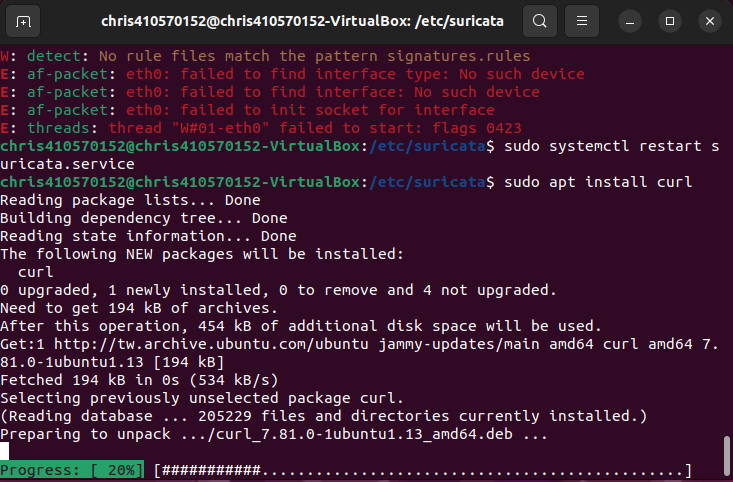 chris410570152@chris410570152-VirtualBox: /etc/suricata
W: detect: No rule files match the pattern signatures.rules
E: af-packet: eth0: failed to find interface type: No such device
E: af-packet: eth0: failed to find interface: No such device
E: af-packet: eth0: failed to init socket for interface
E: threads: thread "W#01-eth0" failed to start: flags 0423
chris410570152@chris410570152-VirtualBox:/etc/suricata$ sudo systemctl restart s
uricata.service
chris410570152@chris410570152-VirtualBox:/etc/suricata$ sudo apt install curl
Reading package lists... Done
Building dependency tree... Done
Reading state information... Done
The following NEW packages will be installed:
  curl
0 upgraded, 1 newly installed, 0 to remove and 4 not upgraded.
Need to get 194 kB of archives.
After this operation, 454 kB of additional disk space will be used.
Get:1 http://tw.archive.ubuntu.com/ubuntu jammy-updates/main amd64 curl amd64 7.
81.0-1ubuntu1.13 [194 kB]
Fetched 194 kB in 0s (534 kB/s)
Selecting previously unselected package curl.
(Reading database ... 205229 files and directories currently installed.)
Preparing to unpack .../curl_7.81.0-1ubuntu1.13_amd64.deb ...
Progress: [ 20%] [###########...............................................]